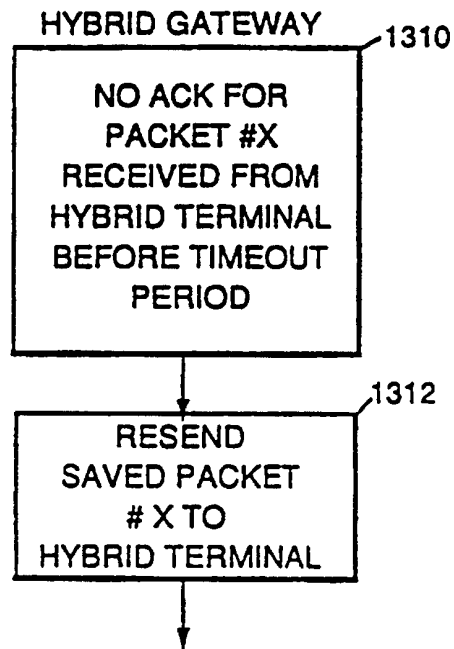 HYBRID GATEWAY
1310
NO ACK FOR
PACKET #X
RECEIVED FROM
HYBRID TERMINAL
BEFORE TIMEOUT
PERIOD
1312
RESEND
SAVED PACKET
# X TO
HYBRID TERMINAL